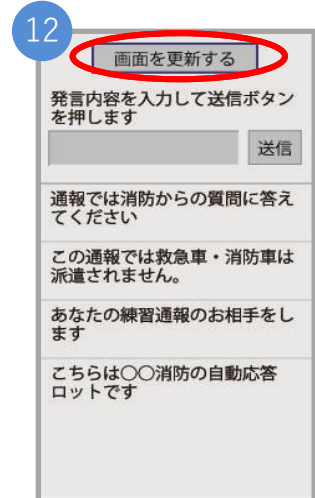 12
画面を更新する
発言内容を入力して送信ボタン
を押します
送信
通報では消防からの質問に答え
てください
この通報では救急車・消防車は
派遣されません。
あなたの練習通報のお相手をし
ます
こちらは〇〇消防の自動応答
ロットです